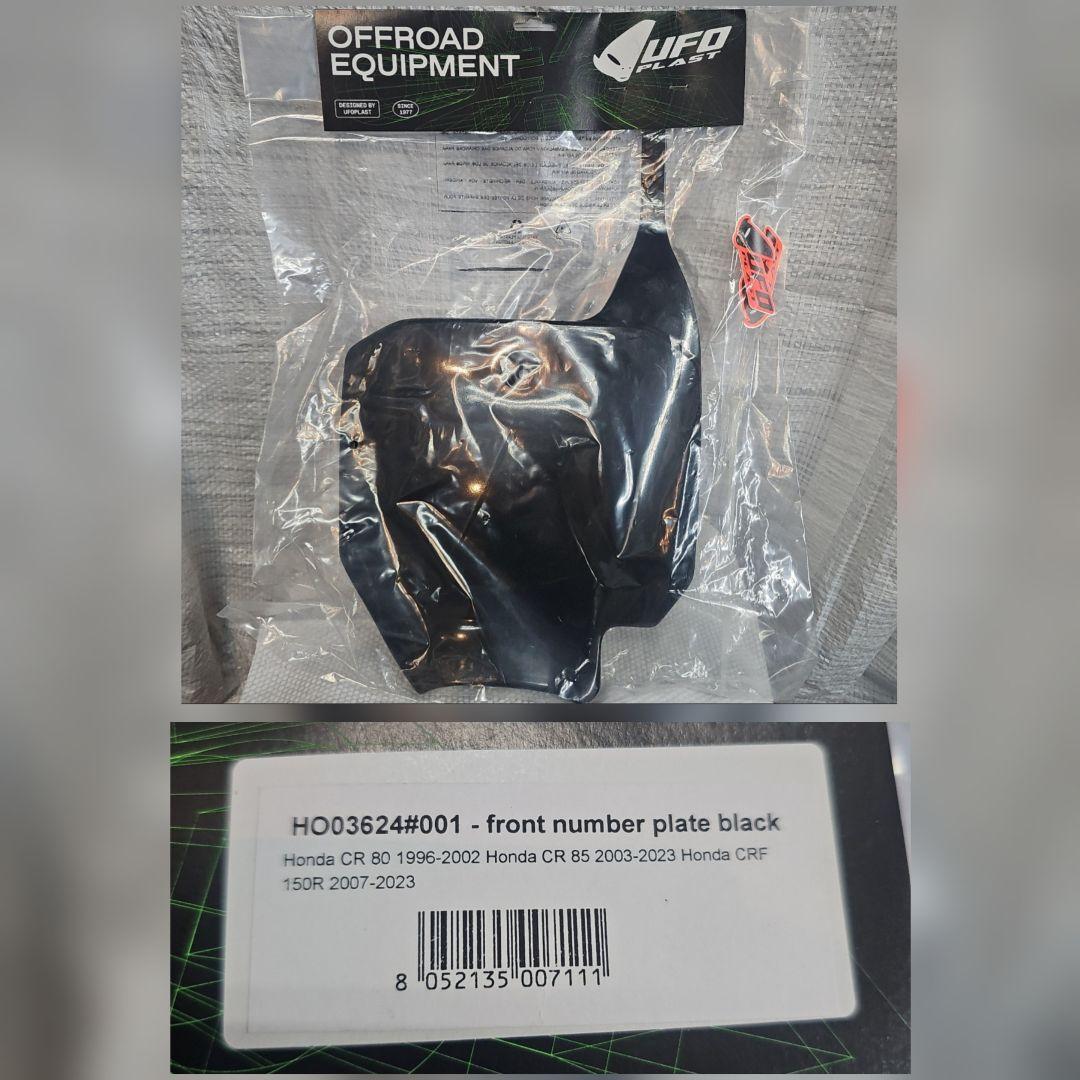 OFFROAD
EQUIPMENT
UFO
PLAST
DESIGNED BY
UFOPLAST
SINCE
1977
HO03624#001 - front number plate black
Honda CR 80 1996-2002 Honda CR 85 2003-2023 Honda CRF
150R 2007-2023
8 052135 007111